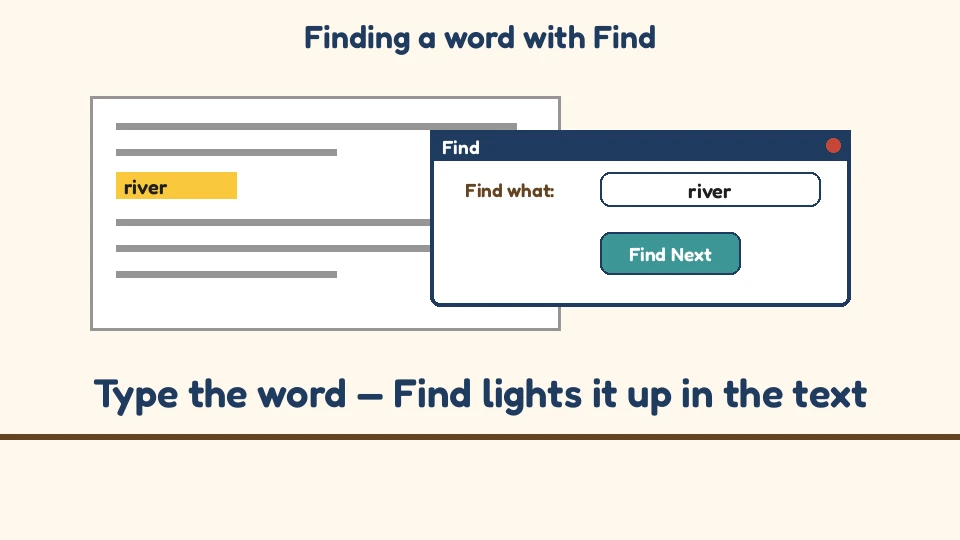 Finding a word with Find
river
Find
Find what:
river
Find Next
Type the word — Find lights it up in the text